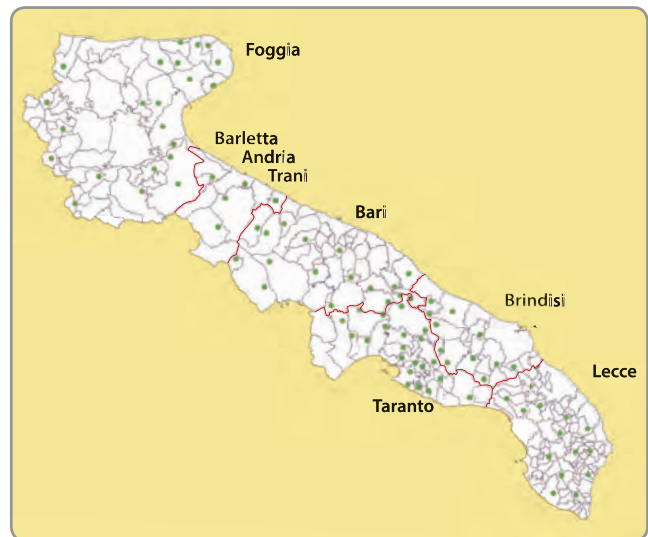 Foggia
Barletta
Andria
Trani
Bari
Brindisi
Lecce
Taranto